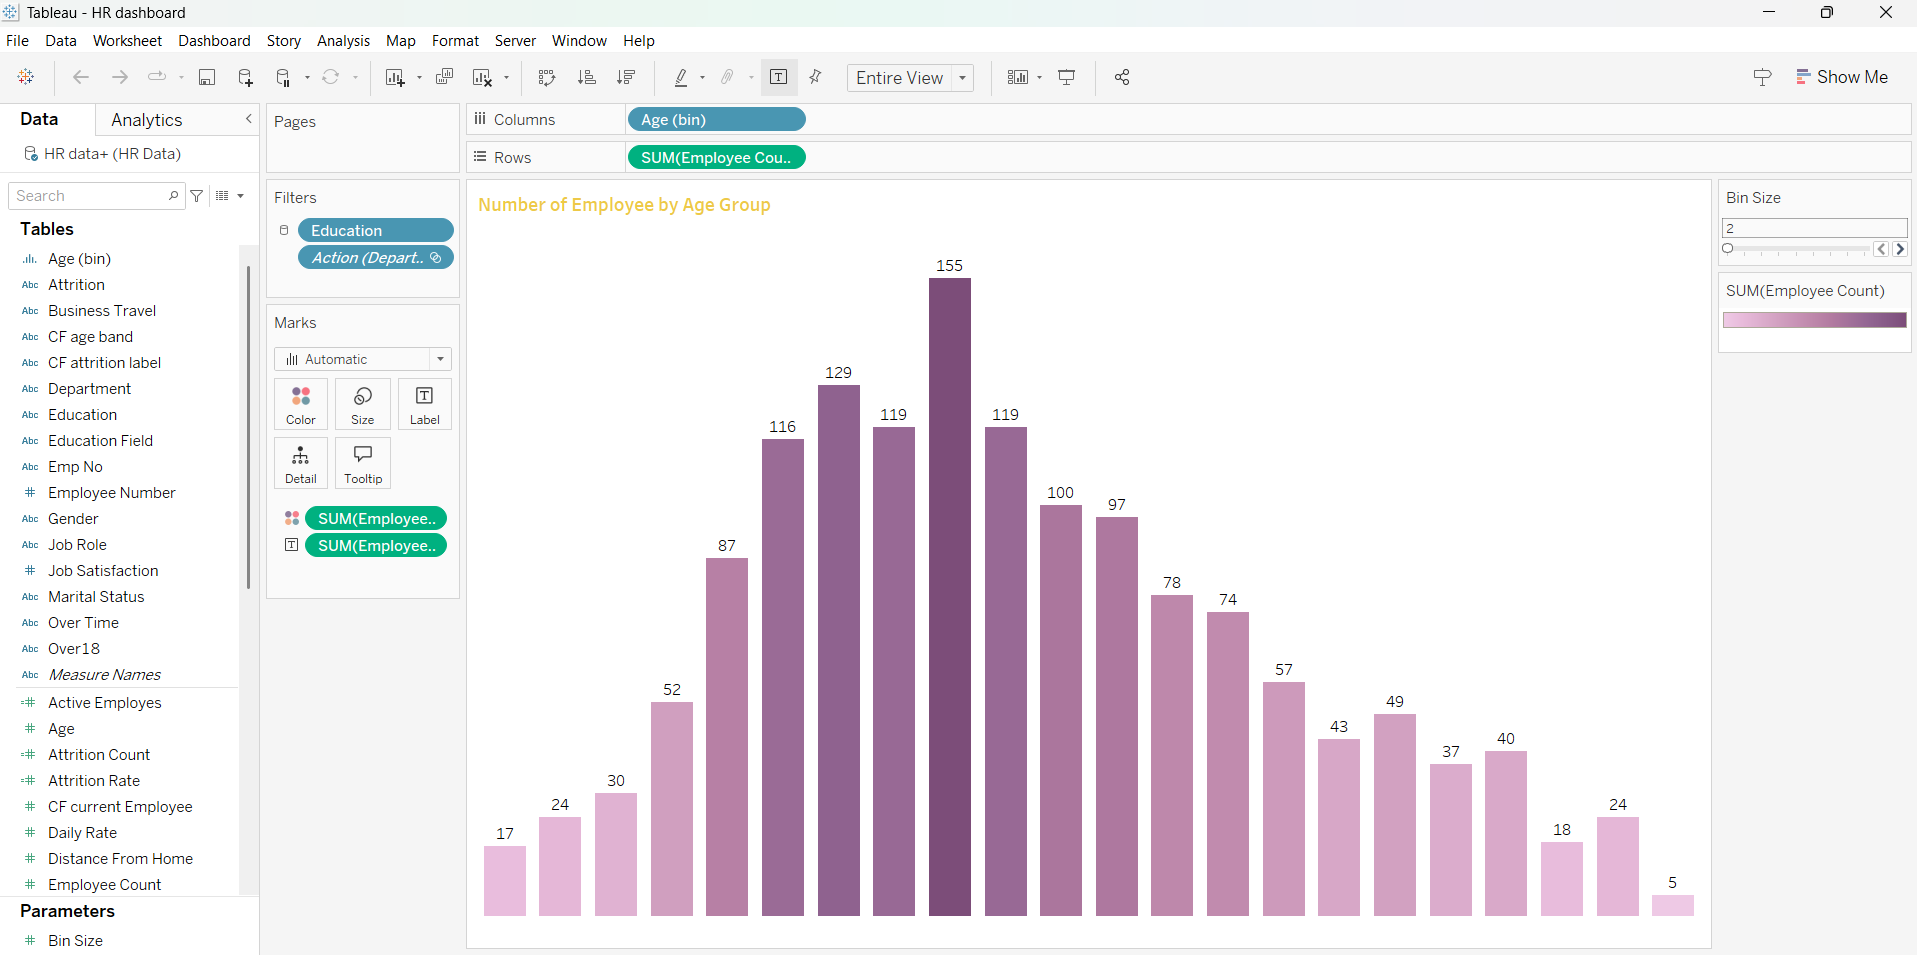 Tableau - HR dashboard
File Data Worksheet Dashboard Story Analysis Map Format Server Window Help
Entire View
Show Me
Data Analytics
HR data+ (HR Data)
Search
Tables
Age (bin)
Abc Attrition
Abc Business Travel
Abc CF age band
Abc CF attrition label
Abc Department
Abc Education
Abc Education Field
Abc Emp No
# Employee Number
Abc Gender
Abc Job Role
# Job Satisfaction
Abc Marital Status
Abc Over Time
Abc Over18
Abc Measure Names
=# Active Employes
# Age
=# Attrition Count
=# Attrition Rate
# CF current Employee
# Daily Rate
# Distance From Home
# Employee Count
Parameters
# Bin Size
Pages
Filters
Education
Action (Depart..
Marks
Automatic
Color Size T Label
Detail Tooltip
SUM(Employee..
T SUM(Employee..
Columns Age (bin)
Rows SUM(Employee Cou..
Number of Employee by Age Group
17
24
30
52
87
116
129
119
155
119
100
97
78
74
57
43
49
37
40
18
24
5
Bin Size
2
SUM(Employee Count)